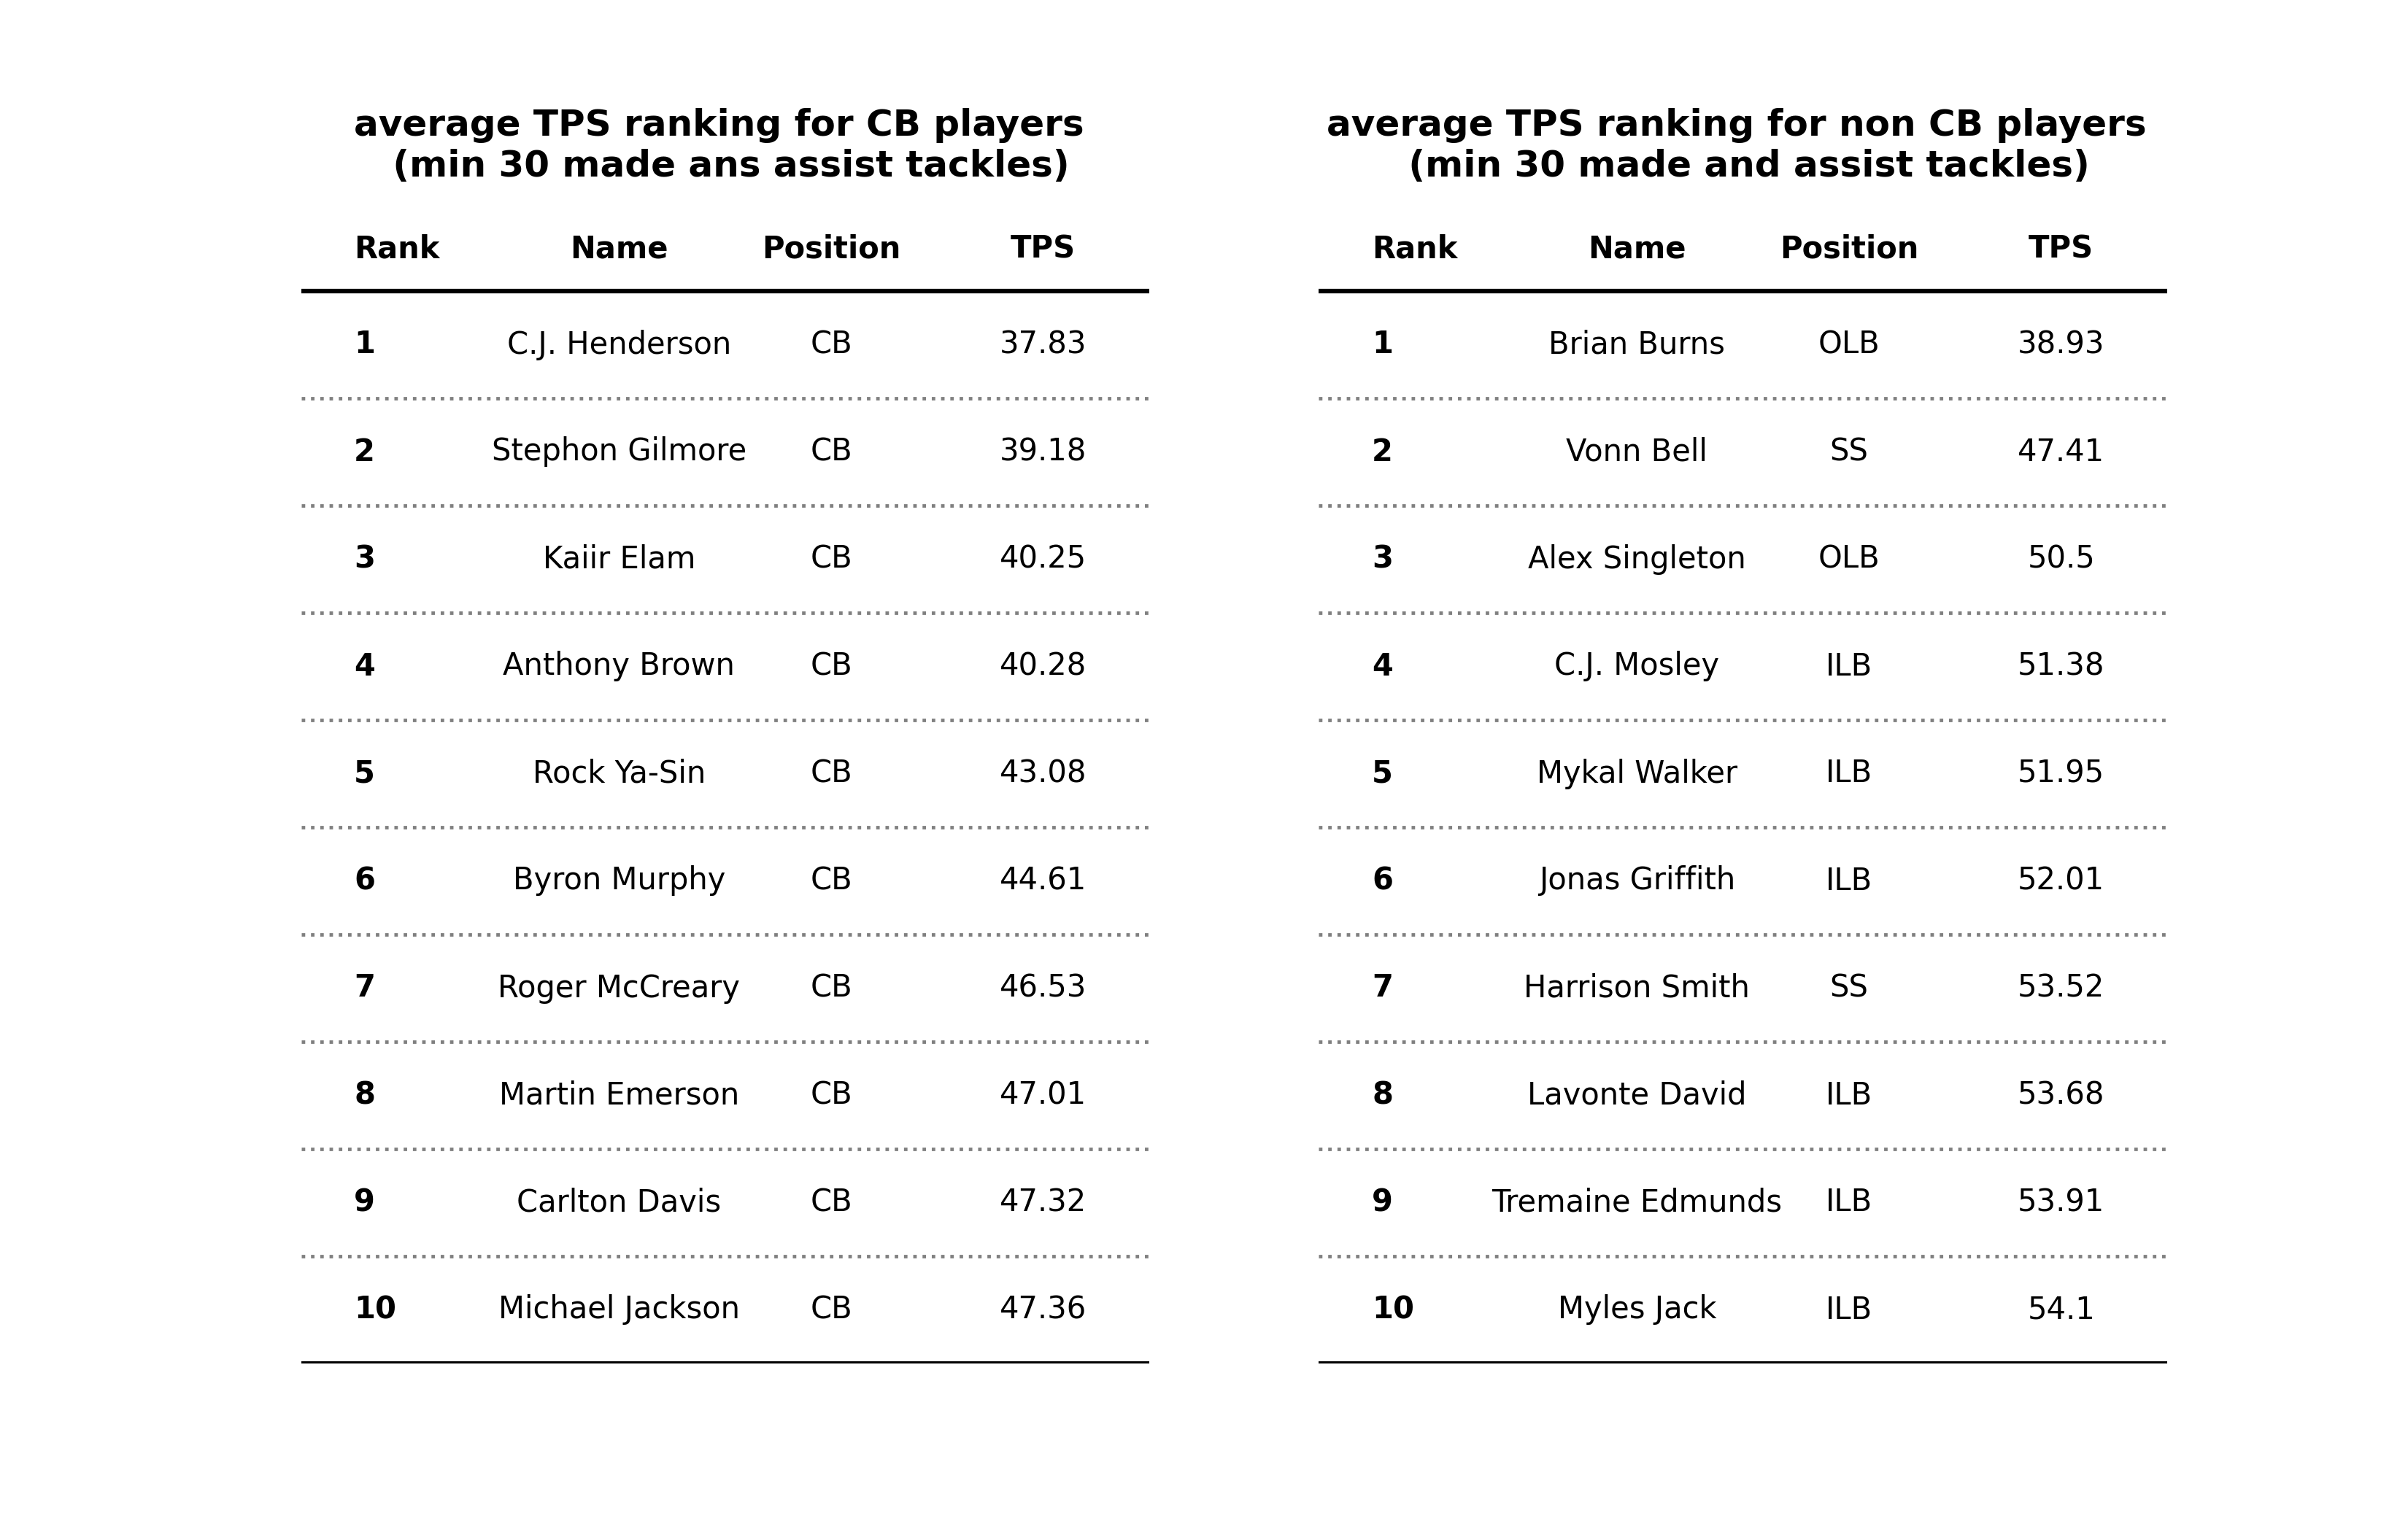 average TPS ranking for CB players
(min 30 made ans assist tackles)
Rank Name Position TPS
1 C.J. Henderson CB 37.83
2 Stephon Gilmore CB 39.18
3 Kaiir Elam CB 40.25
4 Anthony Brown CB 40.28
5 Rock Ya-Sin CB 43.08
6 Byron Murphy CB 44.61
7 Roger McCreary CB 46.53
8 Martin Emerson CB 47.01
9 Carlton Davis CB 47.32
10 Michael Jackson CB 47.36
average TPS ranking for non CB players
(min 30 made and assist tackles)
Rank Name Position TPS
1 Brian Burns OLB 38.93
2 Vonn Bell SS 47.41
3 Alex Singleton OLB 50.5
4 C.J. Mosley ILB 51.38
5 Mykal Walker ILB 51.95
6 Jonas Griffith ILB 52.01
7 Harrison Smith SS 53.52
8 Lavonte David ILB 53.68
9 Tremaine Edmunds ILB 53.91
10 Myles Jack ILB 54.1